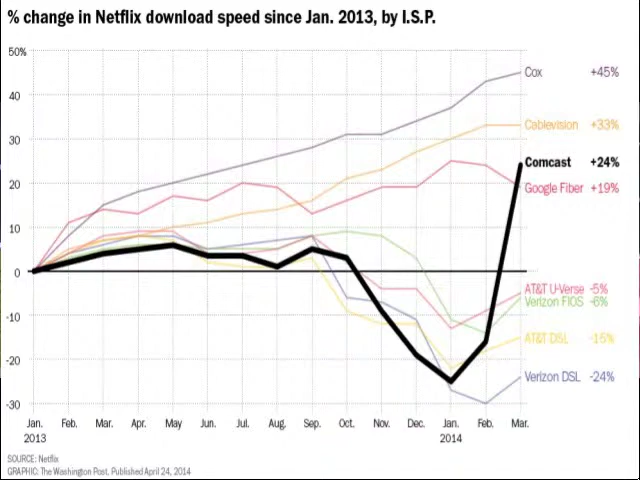 % change in Netflix download speed since Jan. 2013, by I.S.P.
50%
40
30
20
10
0
-10
-20
-30
Cox +45%
Cablevision +33%
Comcast +24%
Google Fiber +19%
AT&T U-Verse -5%
Verizon FIOS -6%
AT&T DSL -15%
Verizon DSL -24%
Jan. Feb. Mar. Apr. May Jun. Jul. Aug. Sep. Oct. Nov. Dec. Jan. Feb. Mar.
2013 2014
SOURCE: Netflix
GRAPHIC: The Washington Post. Published April 24, 2014